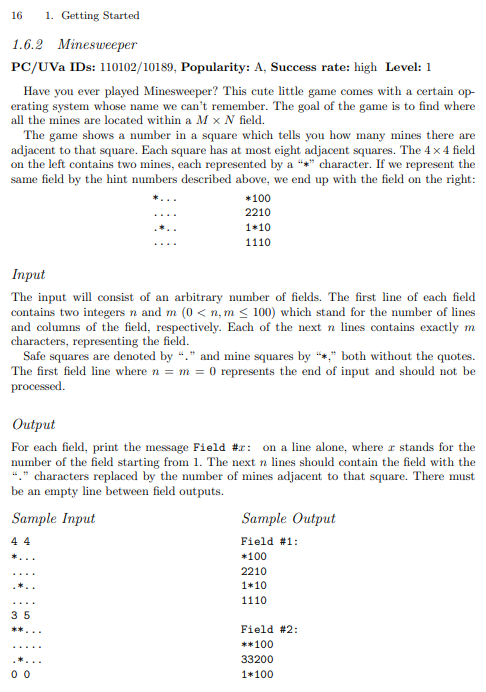 16 1. Getting Started
1.6.2 Minesweeper
PC/UVa IDs: 110102/10189, Popularity: A, Success rate: high Level: 1
Have you ever played Minesweeper? This cute little game comes with a certain op-
erating system whose name we can't remember. The goal of the game is to find where
all the mines are located within a M × N field.
The game shows a number in a square which tells you how many mines there are
adjacent to that square. Each square has at most eight adjacent squares. The 4 × 4 field
on the left contains two mines, each represented by a “*” character. If we represent the
same field by the hint numbers described above, we end up with the field on the right:
*... *100
.... 2210
.*.. 1*10
.... 1110
Input
The input will consist of an arbitrary number of fields. The first line of each field
contains two integers n and m (0 < n, m ≤ 100) which stand for the number of lines
and columns of the field, respectively. Each of the next n lines contains exactly m
characters, representing the field.
Safe squares are denoted by “.” and mine squares by “*,” both without the quotes.
The first field line where n = m = 0 represents the end of input and should not be
processed.
Output
For each field, print the message Field #x: on a line alone, where x stands for the
number of the field starting from 1. The next n lines should contain the field with the
“.” characters replaced by the number of mines adjacent to that square. There must
be an empty line between field outputs.
Sample Input Sample Output
4 4 Field #1:
*... *100
.... 2210
.*.. 1*10
.... 1110
3 5
**... Field #2:
..... **100
.*... 33200
0 0 1*100